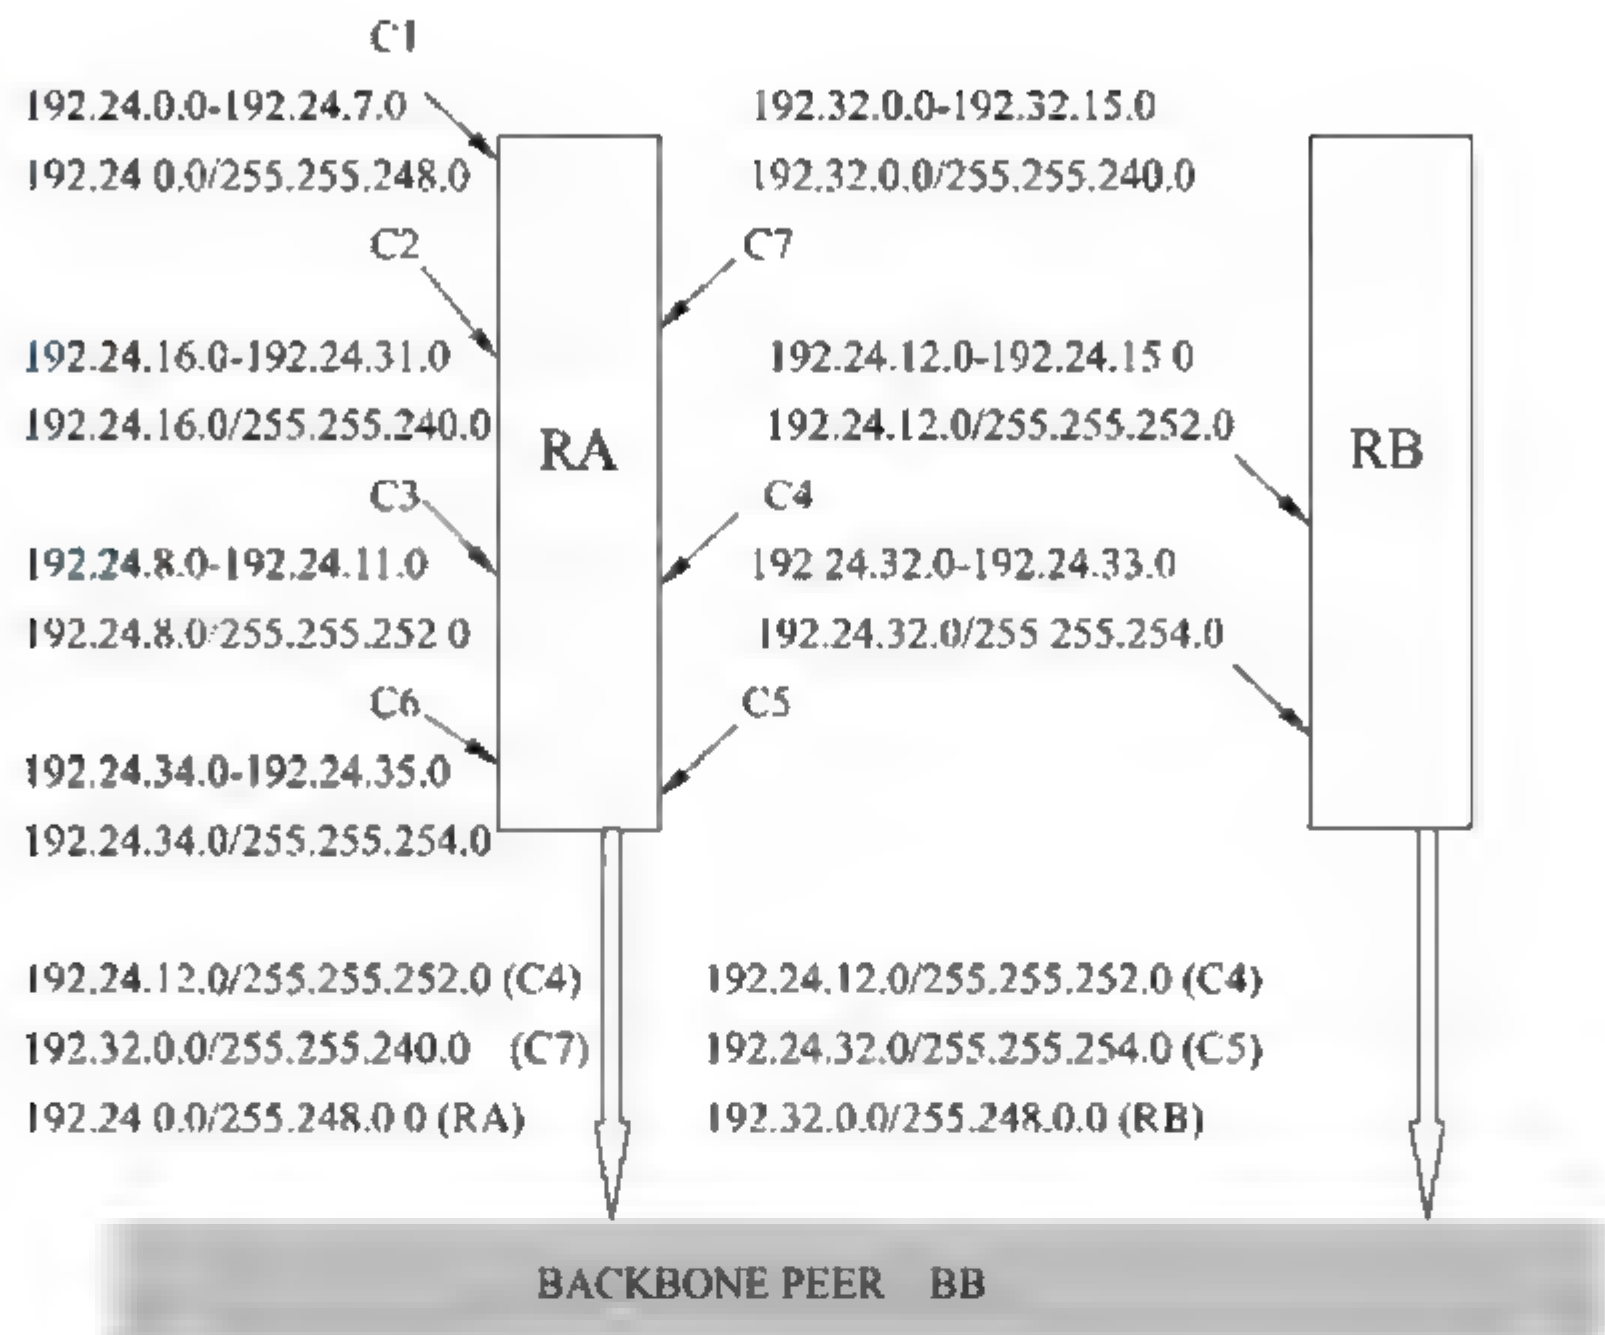 C1
192.24.0.0-192.24.7.0
192.24 0.0/255.255.248.0
C2
192.24.16.0-192.24.31.0
192.24.16.0/255.255.240.0
C3
192.24.8.0-192.24.11.0
192.24.8.0/255.255.252 0
C6
192.24.34.0-192.24.35.0
192.24.34.0/255.255.254.0
RA
192.32.0.0-192.32.15.0
192.32.0.0/255.255.240.0
C7
192.24.12.0-192.24.15 0
192.24.12.0/255.255.252.0
C4
192 24.32.0-192.24.33.0
192.24.32.0/255 255.254.0
C5
RB
192.24.12.0/255.255.252.0 (C4)
192.32.0.0/255.255.240.0 (C7)
192.24 0.0/255.248.0 0 (RA)
192.24.12.0/255.255.252.0 (C4)
192.24.32.0/255.255.254.0 (C5)
192.32.0.0/255.248.0.0 (RB)
BACKBONE PEER BB